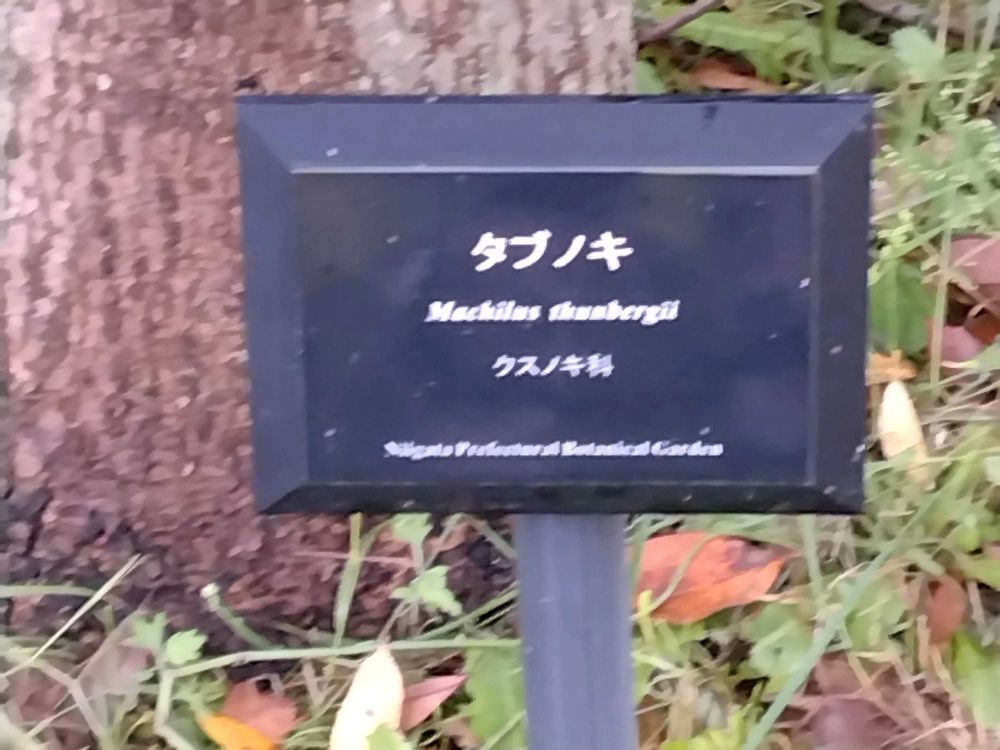 タブノキ
Machilus thunbergii
クスノキ科
Niigata Prefectural Botanical Garden